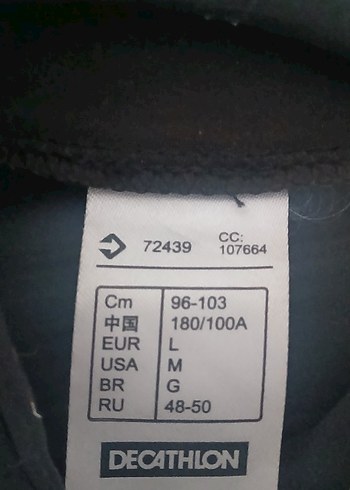 72439 CC: 107664
Cm 96-103
中国 180/100A
EUR L
USA M
BR G
RU 48-50
DECATHLON